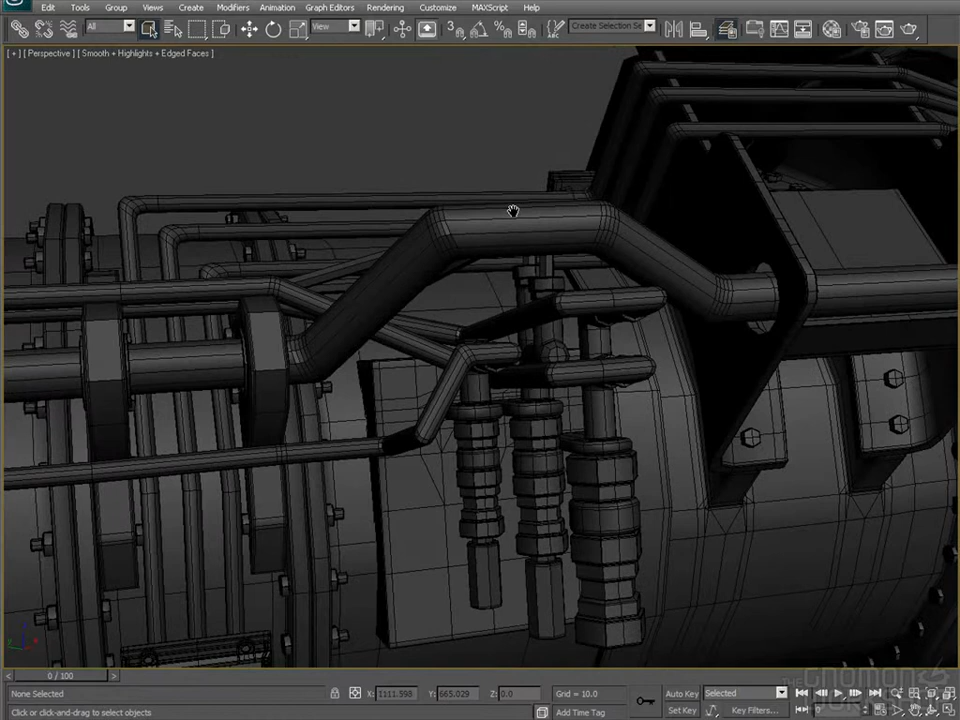 Edit Tools Group Views Create Modifiers Animation Graph Editors Rendering Customize MAXScript Help
All View Create Selection Se
[ + ] [ Perspective ] [ Smooth + Highlights + Edged Faces ]
0 / 100
None Selected X: 1111.598 Y: 665.029 Z: 0.0 Grid = 10.0 Auto Key Selected
Click or click-and-drag to select objects Add Time Tag Set Key Key Filters...
THE GNOMON